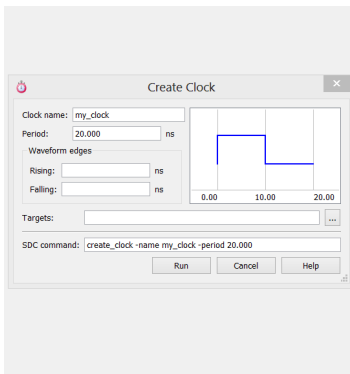 Create Clock
Clock name: my_clock
Period: 20.000 ns
Waveform edges
Rising: ns
Falling: ns
0.00 10.00 20.00
Targets: ...
SDC command: create_clock -name my_clock -period 20.000
Run Cancel Help